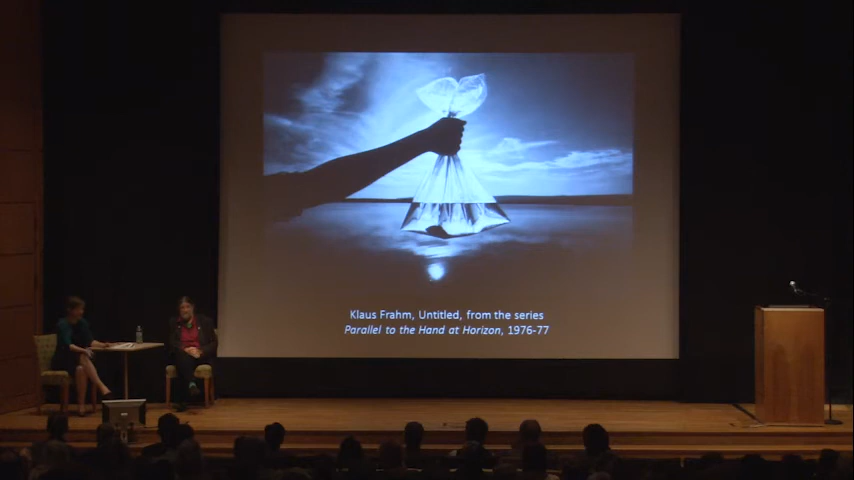 Klaus Frahm, Untitled, from the series
Parallel to the Hand at Horizon, 1976-77